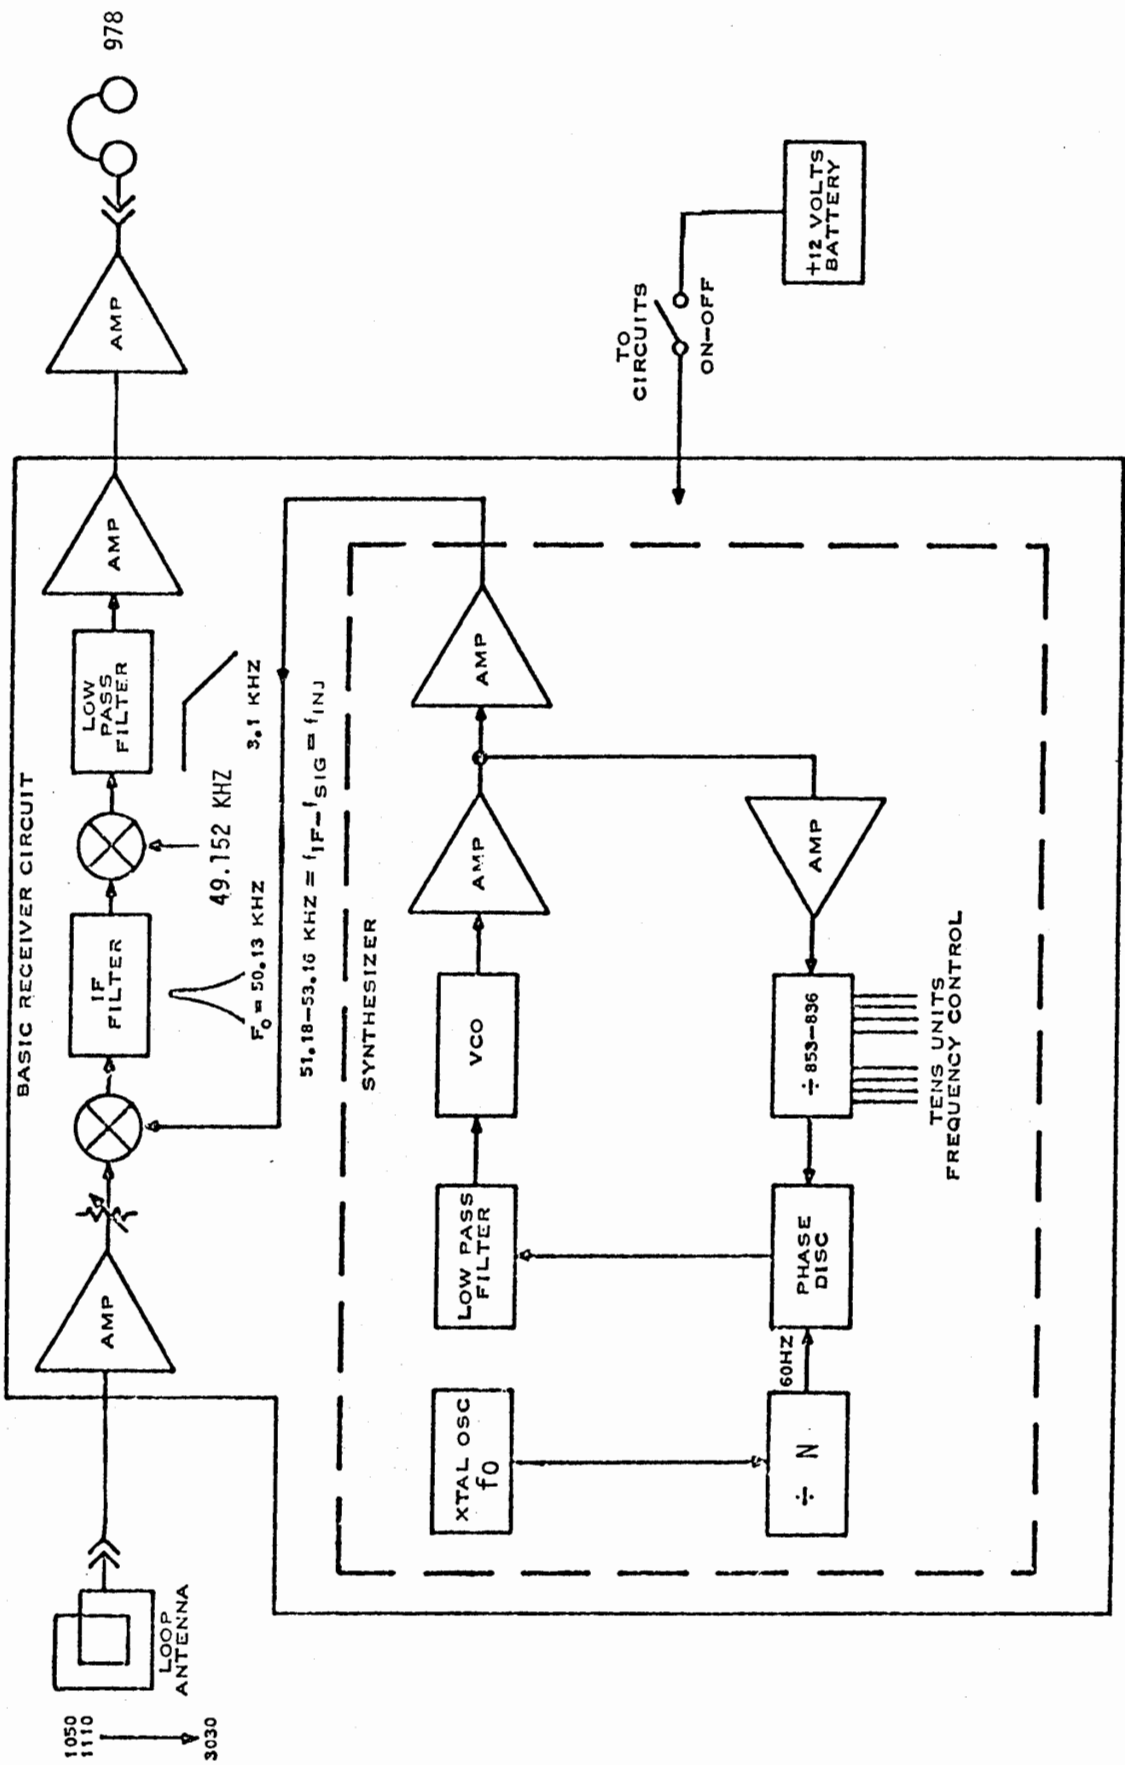 BASIC RECEIVER CIRCUIT
1050
1110
3030
LOOP
ANTENNA
AMP
IF
FILTER
F₀ = 50.13 KHZ
49.152 KHZ
LOW
PASS
FILTER
3.1 KHZ
AMP
AMP
978
51.18–53.16 KHZ = fIF–fSIG = fINJ
SYNTHESIZER
XTAL OSC
f0
÷ N
60HZ
PHASE
DISC
LOW PASS
FILTER
VCO
AMP
AMP
AMP
÷853–836
TENS UNITS
FREQUENCY CONTROL
TO
CIRCUITS
ON–OFF
+12 VOLTS
BATTERY